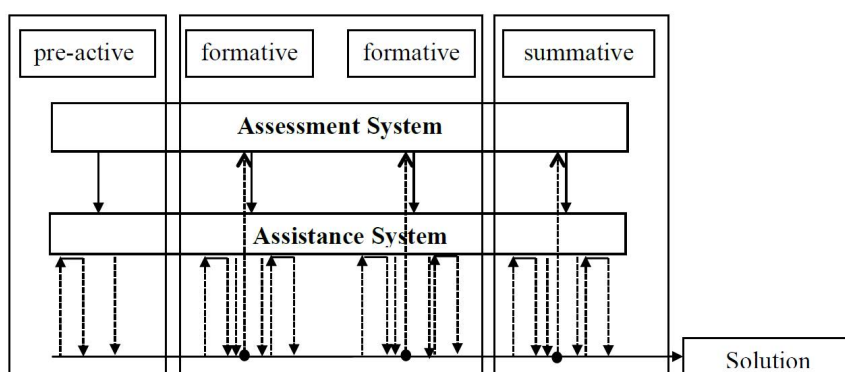 pre-active
formative
formative
summative
Assessment System
Assistance System
Solution